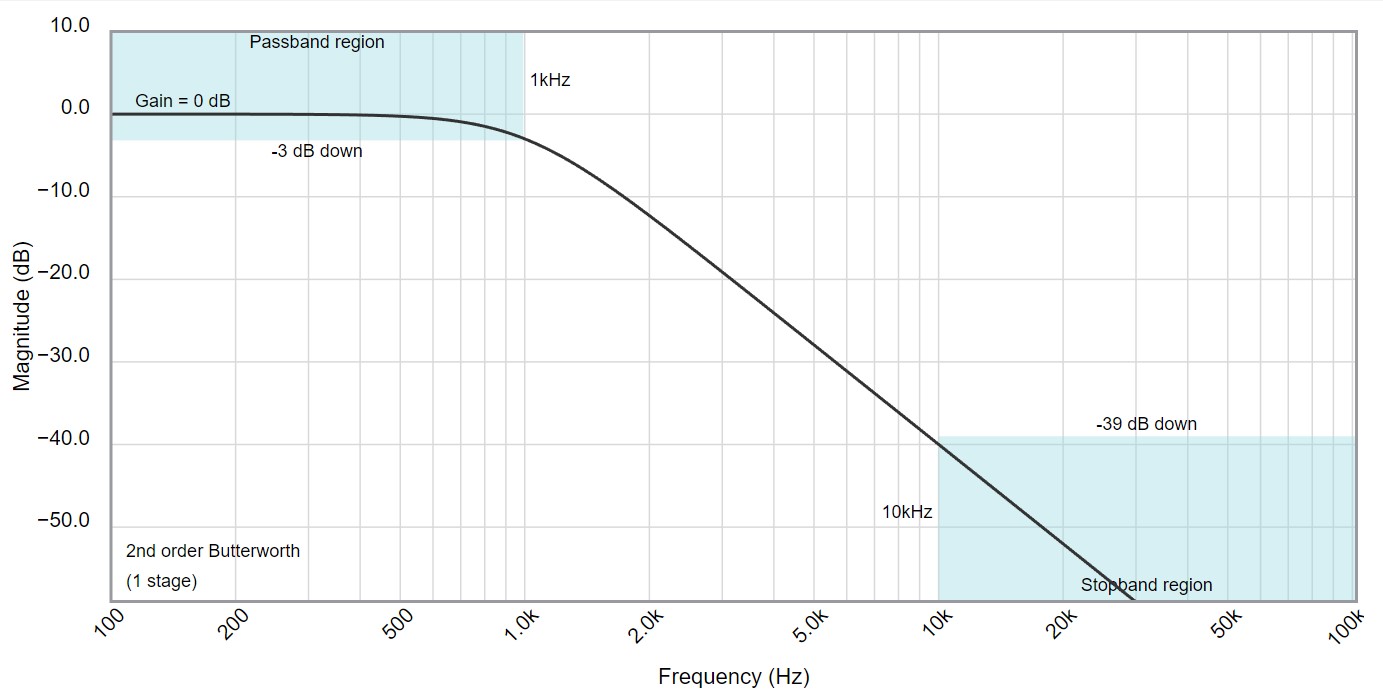 10.0
Passband region
1kHz
Gain = 0 dB
0.0
-3 dB down
−10.0
−20.0
Magnitude (dB)
−30.0
−40.0
-39 dB down
10kHz
−50.0
2nd order Butterworth
(1 stage)
Stopband region
100
200
500
1.0k
2.0k
5.0k
10k
20k
50k
100k
Frequency (Hz)